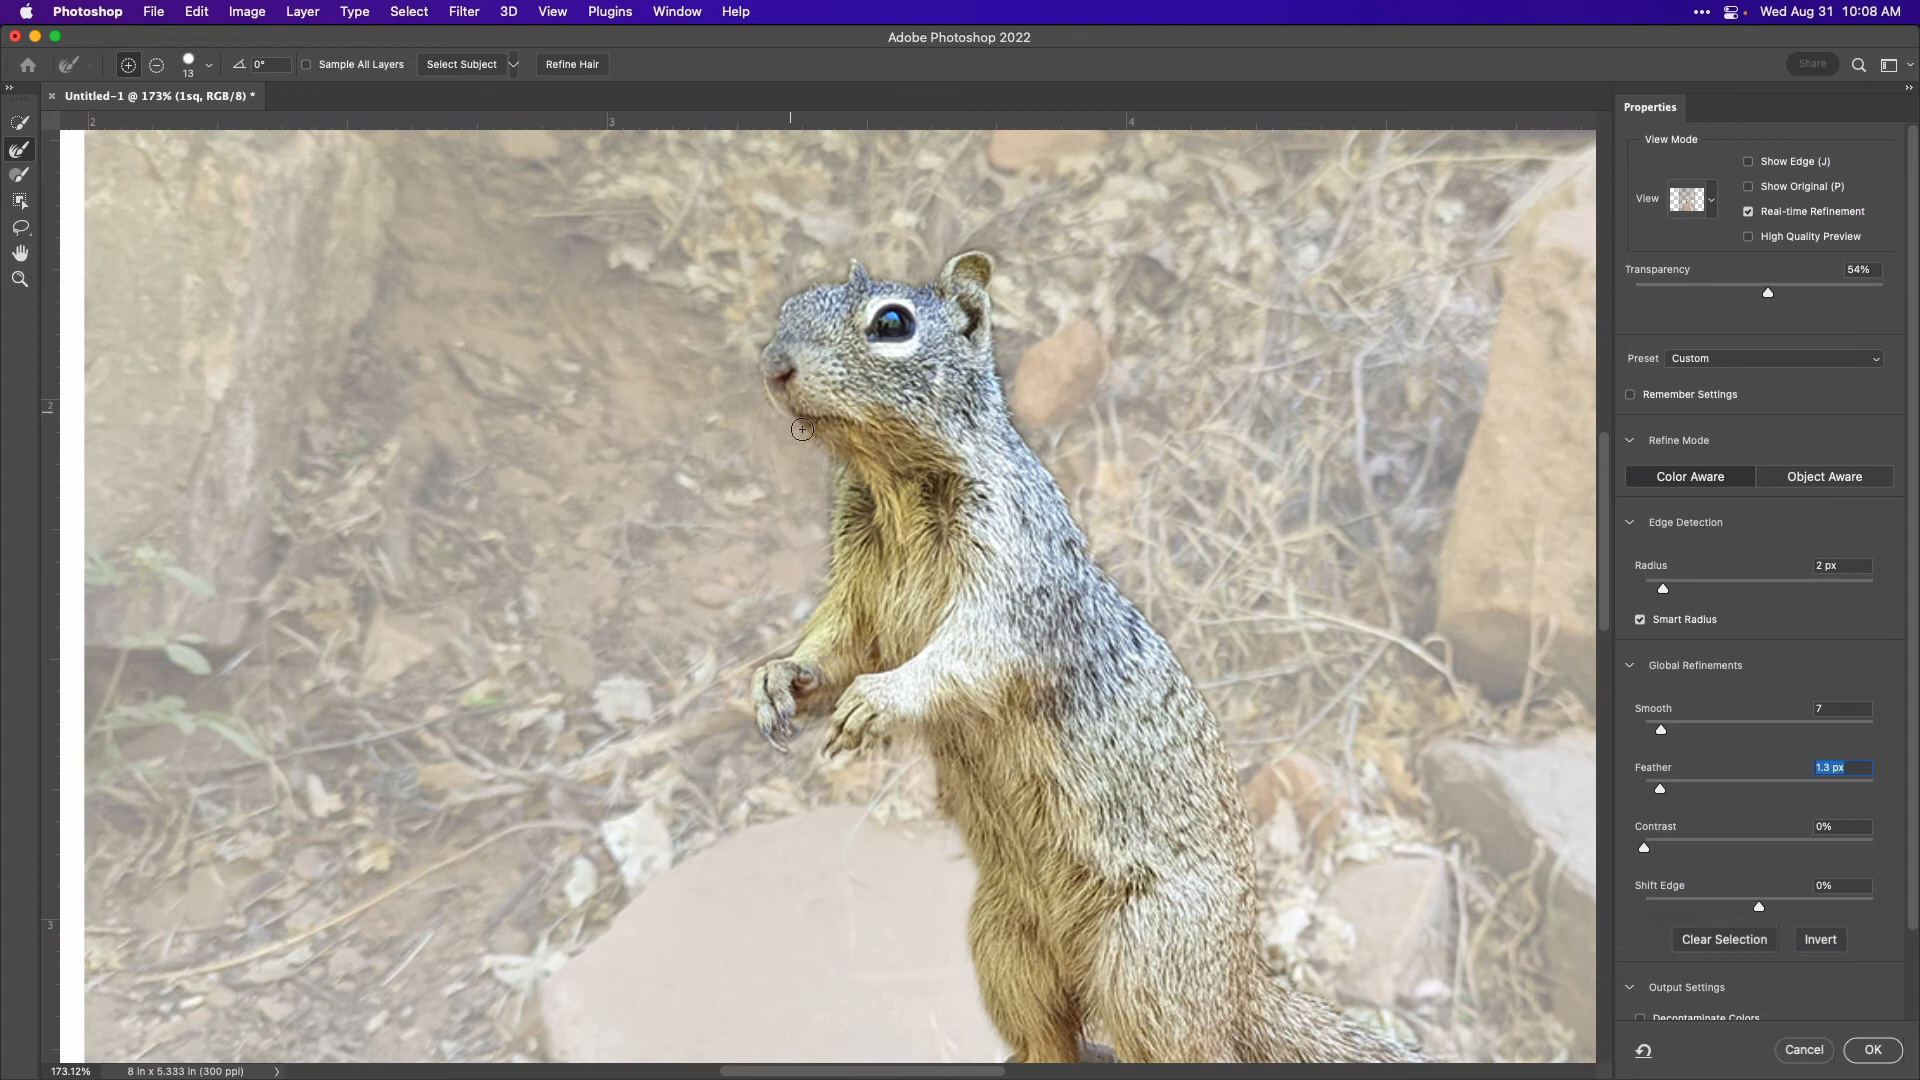 Photoshop File Edit Image Layer Type Select Filter 3D View Plugins Window Help ••• Wed Aug 31 10:08 AM
Adobe Photoshop 2022
13 0° Sample All Layers Select Subject Refine Hair Share
Untitled-1 @ 173% (1sq, RGB/8) *
Properties
2 3 4
View Mode
Show Edge (J)
Show Original (P)
View
Real-time Refinement
High Quality Preview
Transparency 54%
Preset Custom
Remember Settings
2
Refine Mode
Color Aware Object Aware
Edge Detection
Radius 2 px
Smart Radius
Global Refinements
Smooth 7
Feather 1.3 px
Contrast 0%
Shift Edge 0%
3
Clear Selection Invert
Output Settings
Decontaminate Colors
Cancel OK
173.12% 8 in x 5.333 in (300 ppi)